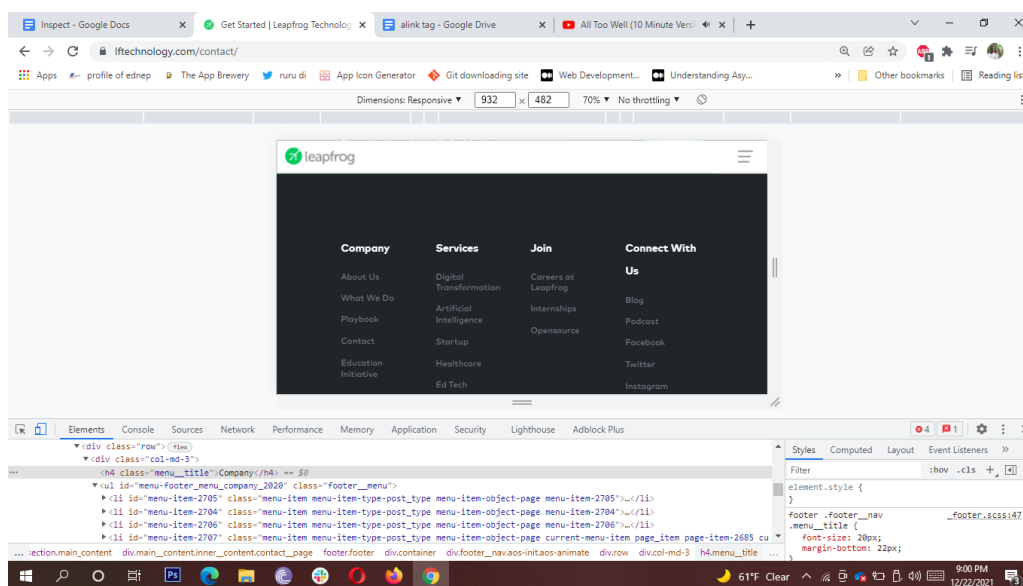 Inspect - Google Docs
Get Started | Leapfrog Technolog
alink tag - Google Drive
All Too Well (10 Minute Versi
lftechnology.com/contact/
Apps profile of ednep The App Brewery ruru di App Icon Generator Git downloading site Web Development... Understanding Asy... » Other bookmarks Reading list
Dimensions: Responsive ▼ 932 × 482 70% ▼ No throttling ▼
leapfrog
Company
About Us
What We Do
Playbook
Contact
Education
Initiative
Services
Digital
Transformation
Artificial
Intelligence
Startup
Healthcare
Ed Tech
Join
Careers at
Leapfrog
Internships
Opensource
Connect With
Us
Blog
Podcast
Facebook
Twitter
Instagram
Elements Console Sources Network Performance Memory Application Security Lighthouse Adblock Plus 4 1
▼<div class="row"> flex
▼<div class="col-md-3">
... <h4 class="menu__title">Company</h4> == $0
▼<ul id="menu-footer_menu_company_2020" class="footer__menu">
▶<li id="menu-item-2705" class="menu-item menu-item-type-post_type menu-item-object-page menu-item-2705">…</li>
▶<li id="menu-item-2704" class="menu-item menu-item-type-post_type menu-item-object-page menu-item-2704">…</li>
▶<li id="menu-item-2706" class="menu-item menu-item-type-post_type menu-item-object-page menu-item-2706">…</li>
▶<li id="menu-item-2707" class="menu-item menu-item-type-post_type menu-item-object-page current-menu-item page_item page-item-2685 cu
... section.main_content div.main__content.inner__content.contact__page footer.footer div.container div.footer__nav.aos-init.aos-animate div.row div.col-md-3 h4.menu__title ...
Styles Computed Layout Event Listeners »
Filter :hov .cls +
element.style {
}
footer .footer__nav _footer.scss:47
.menu__title {
font-size: 20px;
margin-bottom: 22px;
}
Ps
61°F Clear
9:00 PM
12/22/2021